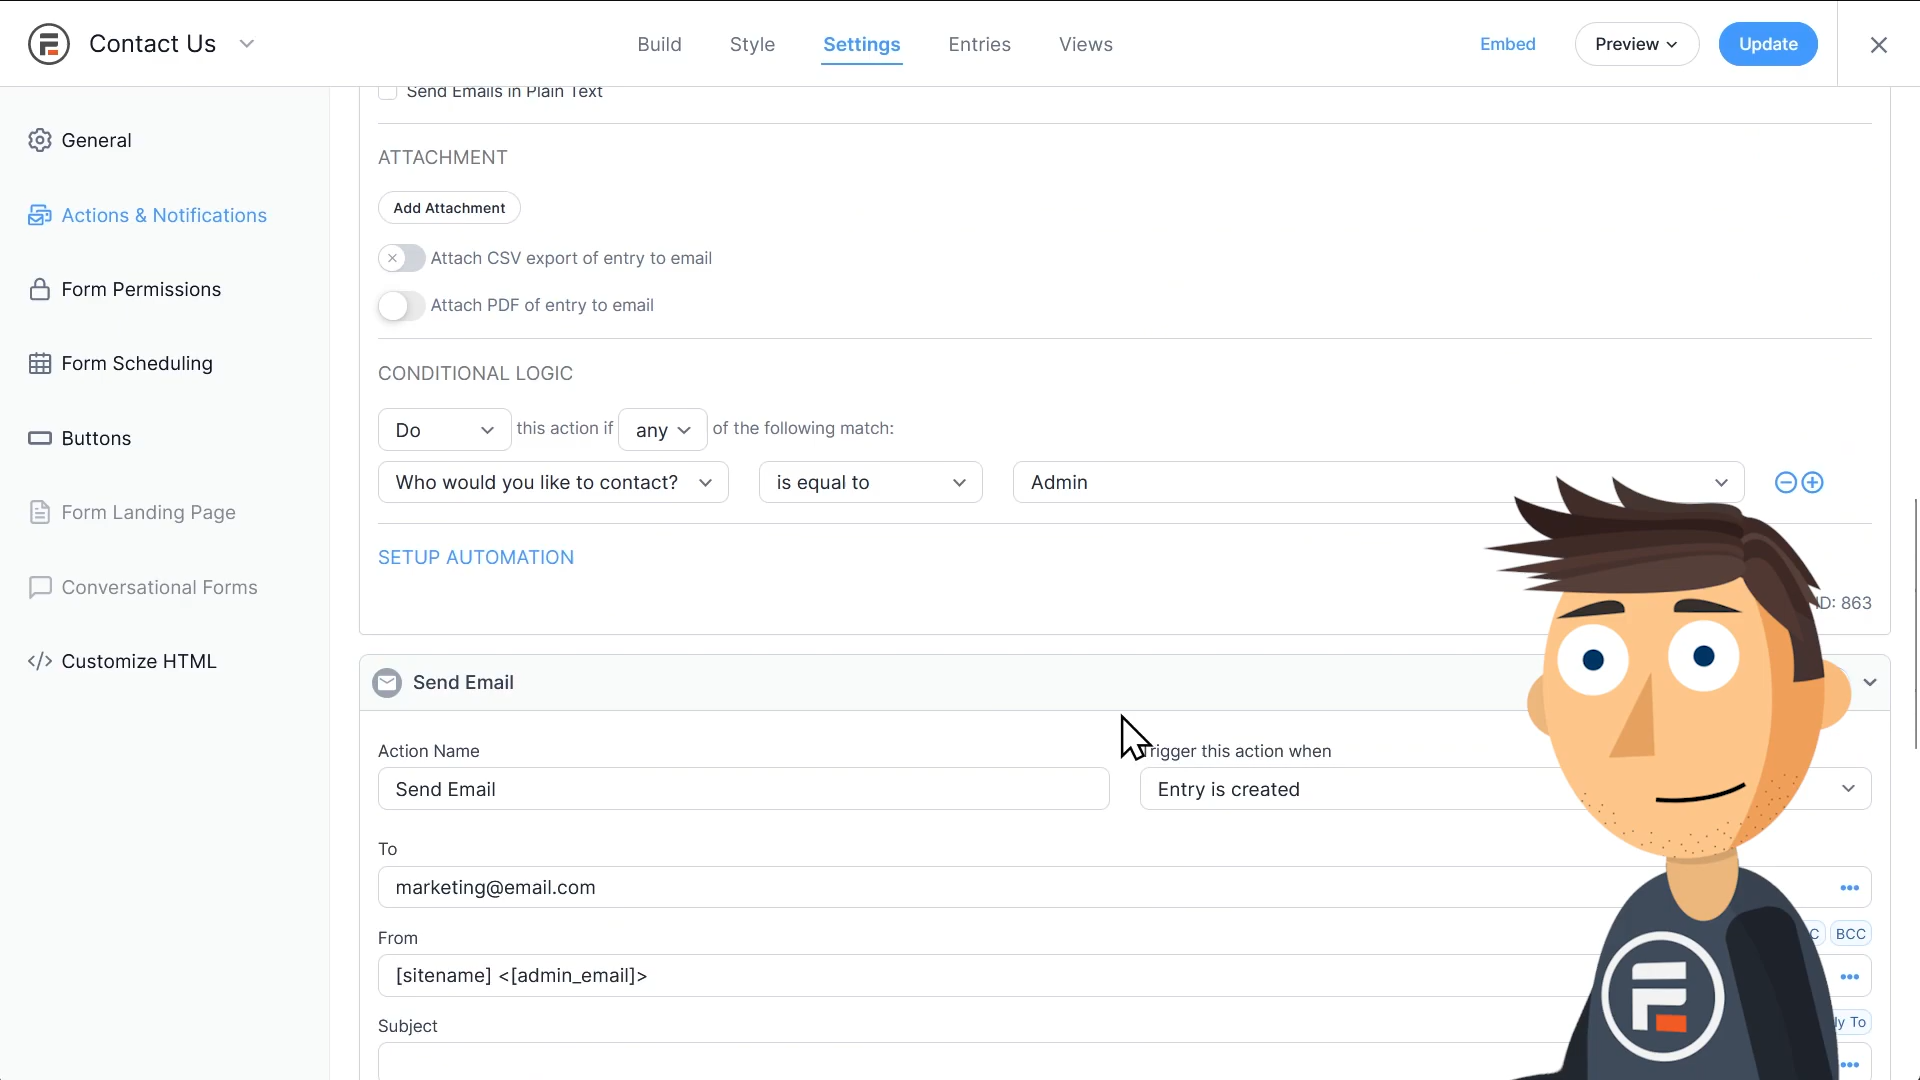 Contact Us
Build
Style
Settings
Entries
Views
Embed
Preview
Update
General
Actions & Notifications
Form Permissions
Form Scheduling
Buttons
Form Landing Page
Conversational Forms
Customize HTML
Send Emails in Plain Text
ATTACHMENT
Add Attachment
Attach CSV export of entry to email
Attach PDF of entry to email
CONDITIONAL LOGIC
Do this action if any of the following match:
Who would you like to contact? is equal to Admin
SETUP AUTOMATION
ID: 863
Send Email
Action Name
Trigger this action when
Send Email
Entry is created
To
marketing@email.com
From
BCC
[sitename] <[admin_email]>
Subject
To